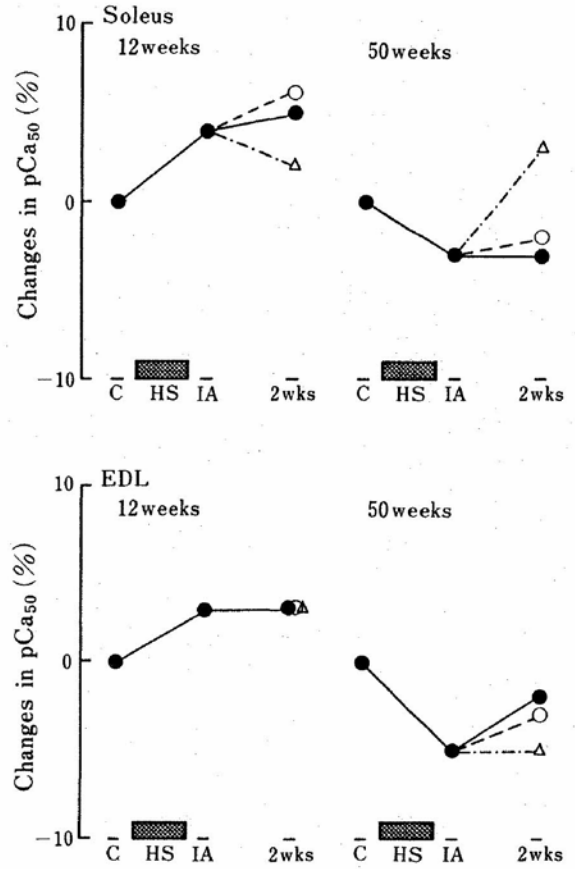 Soleus
12weeks
50weeks
Changes in pCa₅₀ (%)
10
0
−10
C HS IA 2wks
C HS IA 2wks
EDL
12weeks
50weeks
Changes in pCa₅₀ (%)
10
0
−10
C HS IA 2wks
C HS IA 2wks